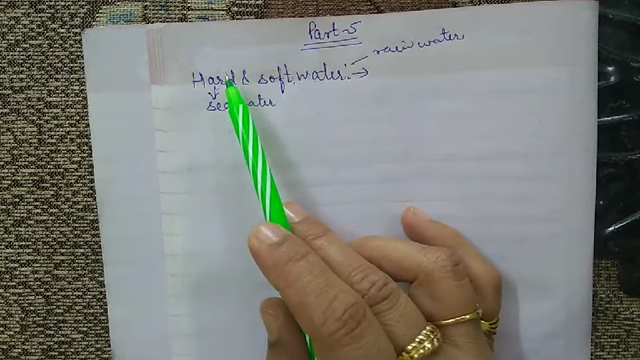 Part-5
rain water
Hard & soft water:→
sea water